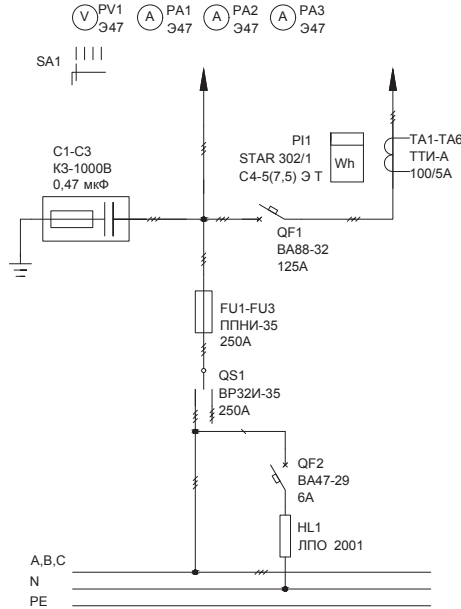 V PV1 Э47
A PA1 Э47
A PA2 Э47
A PA3 Э47
SA1
PI1
STAR 302/1
C4-5(7,5) Э Т
Wh
TA1-TA6
ТТИ-А
100/5А
C1-C3
КЗ-1000В
0,47 мкФ
QF1
ВА88-32
125А
FU1-FU3
ППНИ-35
250А
QS1
ВР32И-35
250А
QF2
ВА47-29
6А
HL1
ЛПО 2001
A,B,C
N
PE